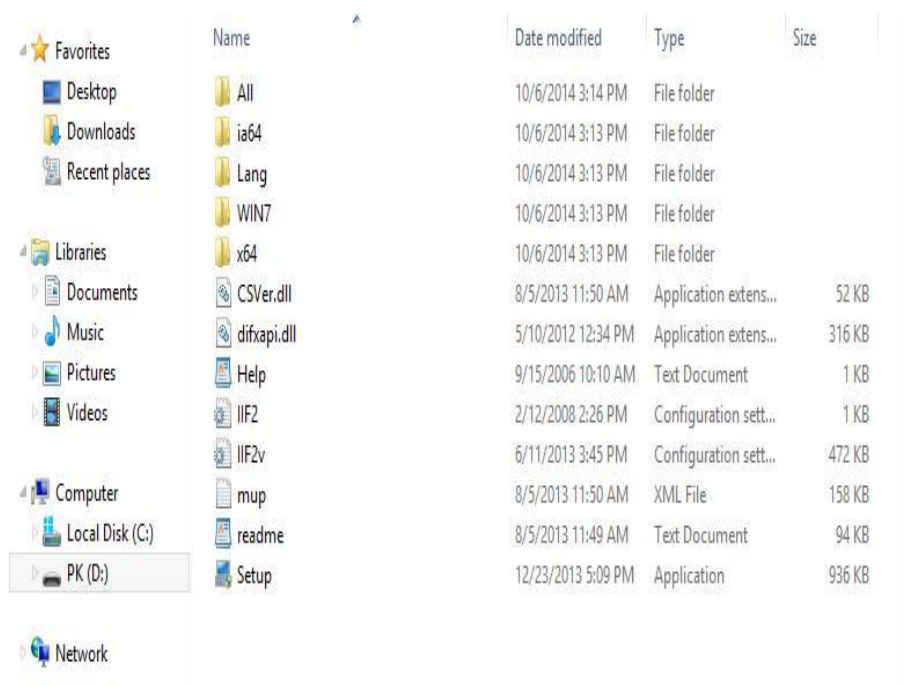 Favorites
Desktop
Downloads
Recent places
Libraries
Documents
Music
Pictures
Videos
Computer
Local Disk (C:)
PK (D:)
Network
Name Date modified Type Size
All 10/6/2014 3:14 PM File folder
ia64 10/6/2014 3:13 PM File folder
Lang 10/6/2014 3:13 PM File folder
WIN7 10/6/2014 3:13 PM File folder
x64 10/6/2014 3:13 PM File folder
CSVer.dll 8/5/2013 11:50 AM Application extens... 52 KB
difxapi.dll 5/10/2012 12:34 PM Application extens... 316 KB
Help 9/15/2006 10:10 AM Text Document 1 KB
IIF2 2/12/2008 2:26 PM Configuration sett... 1 KB
IIF2v 6/11/2013 3:45 PM Configuration sett... 472 KB
mup 8/5/2013 11:50 AM XML File 158 KB
readme 8/5/2013 11:49 AM Text Document 94 KB
Setup 12/23/2013 5:09 PM Application 936 KB